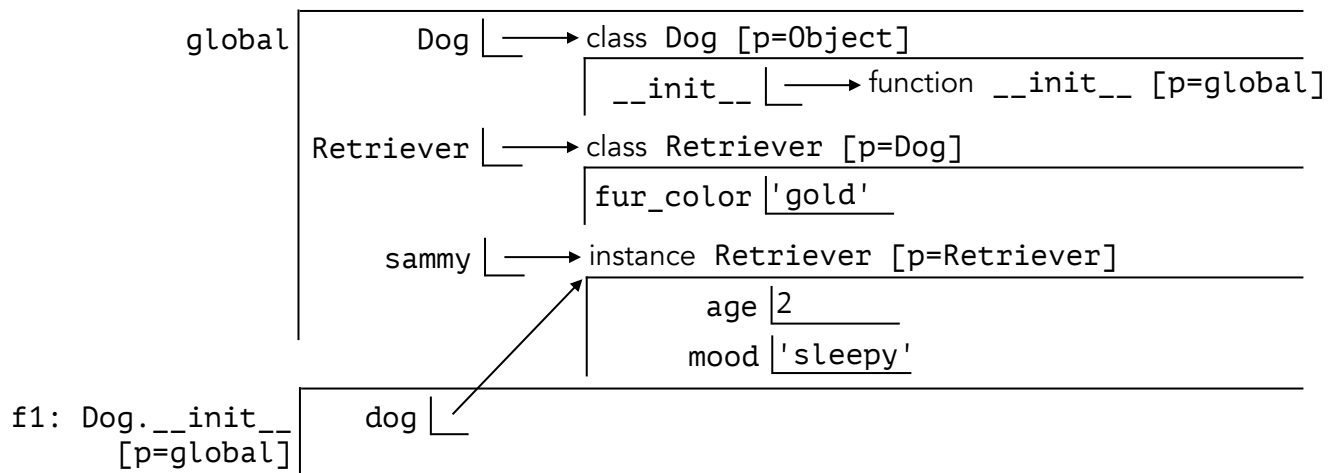 global Dog class Dog [p=Object]
__init__ function __init__ [p=global]
Retriever class Retriever [p=Dog]
fur_color 'gold'
sammy instance Retriever [p=Retriever]
age 2
mood 'sleepy'
f1: Dog.__init__ dog
[p=global]